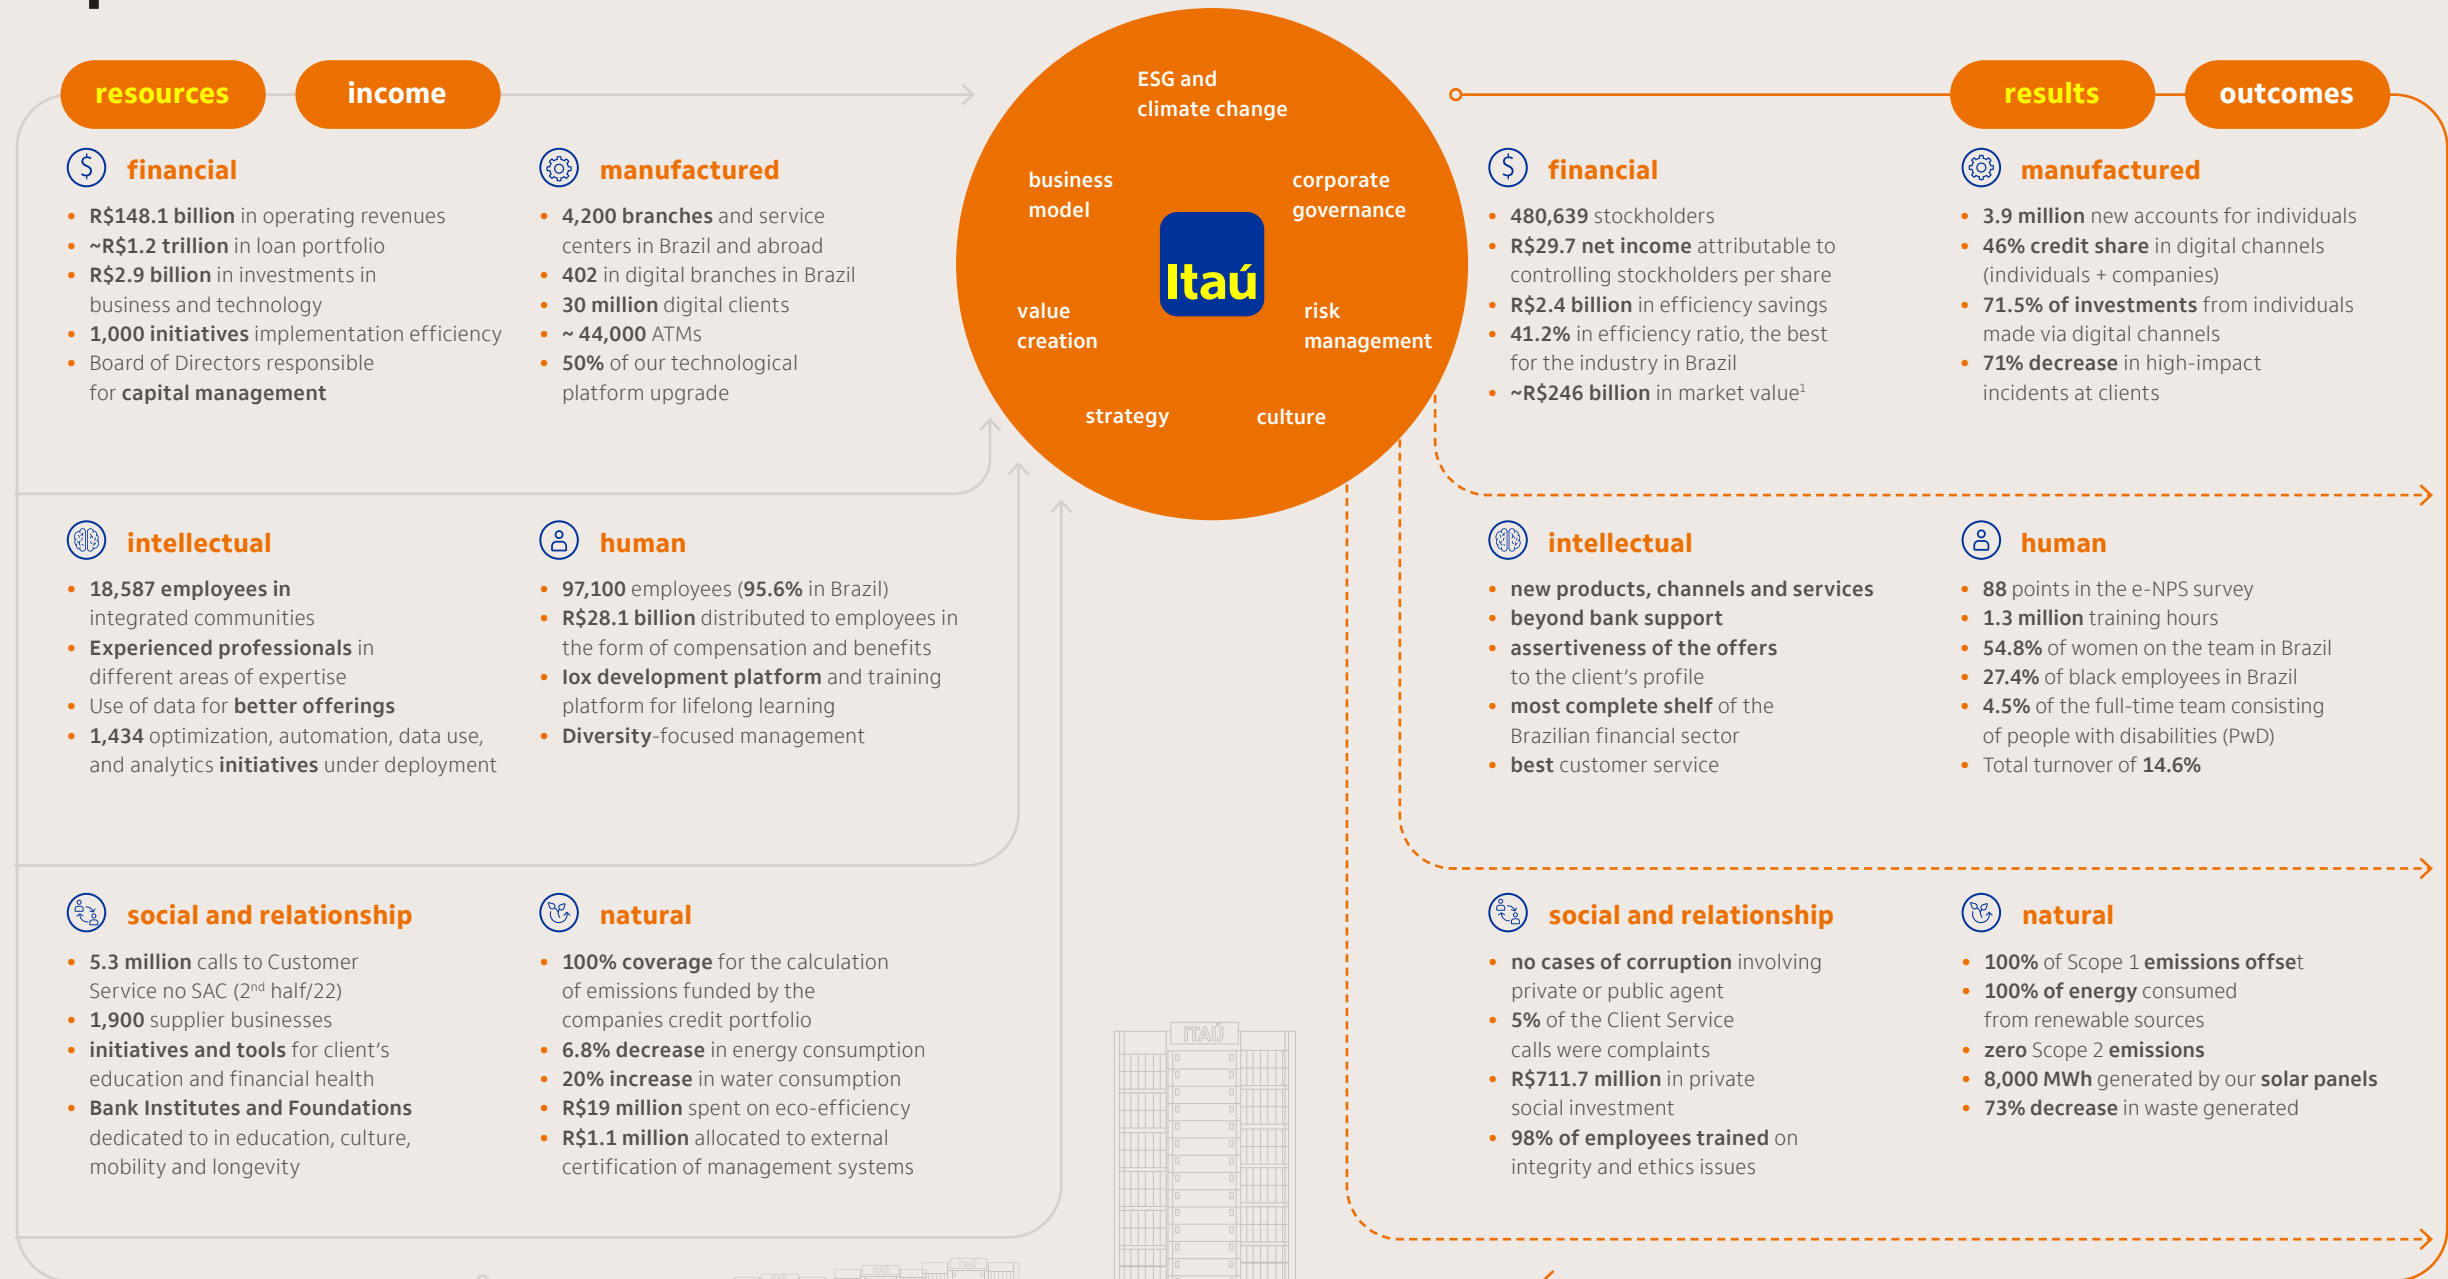 resources
income
financial
• R$148.1 billion in operating revenues
• ~R$1.2 trillion in loan portfolio
• R$2.9 billion in investments in
business and technology
• 1,000 initiatives implementation efficiency
• Board of Directors responsible
for capital management
manufactured
• 4,200 branches and service
centers in Brazil and abroad
• 402 in digital branches in Brazil
• 30 million digital clients
• ~ 44,000 ATMs
• 50% of our technological
platform upgrade
intellectual
• 18,587 employees in
integrated communities
• Experienced professionals in
different areas of expertise
• Use of data for better offerings
• 1,434 optimization, automation, data use,
and analytics initiatives under deployment
human
• 97,100 employees (95.6% in Brazil)
• R$28.1 billion distributed to employees in
the form of compensation and benefits
• Iox development platform and training
platform for lifelong learning
• Diversity-focused management
social and relationship
• 5.3 million calls to Customer
Service no SAC (2nd half/22)
• 1,900 supplier businesses
• initiatives and tools for client's
education and financial health
• Bank Institutes and Foundations
dedicated to in education, culture,
mobility and longevity
natural
• 100% coverage for the calculation
of emissions funded by the
companies credit portfolio
• 6.8% decrease in energy consumption
• 20% increase in water consumption
• R$19 million spent on eco-efficiency
• R$1.1 million allocated to external
certification of management systems
ESG and
climate change
business
model
corporate
governance
Itaú
value
creation
risk
management
strategy
culture
ITAÚ
ITAÚ
ITAÚ
ITAÚ
results
outcomes
financial
• 480,639 stockholders
• R$29.7 net income attributable to
controlling stockholders per share
• R$2.4 billion in efficiency savings
• 41.2% in efficiency ratio, the best
for the industry in Brazil
• ~R$246 billion in market value1
manufactured
• 3.9 million new accounts for individuals
• 46% credit share in digital channels
(individuals + companies)
• 71.5% of investments from individuals
made via digital channels
• 71% decrease in high-impact
incidents at clients
intellectual
• new products, channels and services
• beyond bank support
• assertiveness of the offers
to the client's profile
• most complete shelf of the
Brazilian financial sector
• best customer service
human
• 88 points in the e-NPS survey
• 1.3 million training hours
• 54.8% of women on the team in Brazil
• 27.4% of black employees in Brazil
• 4.5% of the full-time team consisting
of people with disabilities (PwD)
• Total turnover of 14.6%
social and relationship
• no cases of corruption involving
private or public agent
• 5% of the Client Service
calls were complaints
• R$711.7 million in private
social investment
• 98% of employees trained on
integrity and ethics issues
natural
• 100% of Scope 1 emissions offset
• 100% of energy consumed
from renewable sources
• zero Scope 2 emissions
• 8,000 MWh generated by our solar panels
• 73% decrease in waste generated